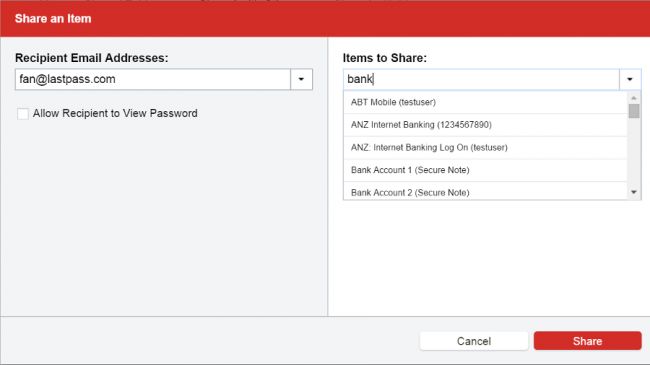 Share an Item
Recipient Email Addresses:
fan@lastpass.com
Allow Recipient to View Password
Items to Share:
bank
ABT Mobile (testuser)
ANZ Internet Banking (1234567890)
ANZ: Internet Banking Log On (testuser)
Bank Account 1 (Secure Note)
Bank Account 2 (Secure Note)
Cancel
Share